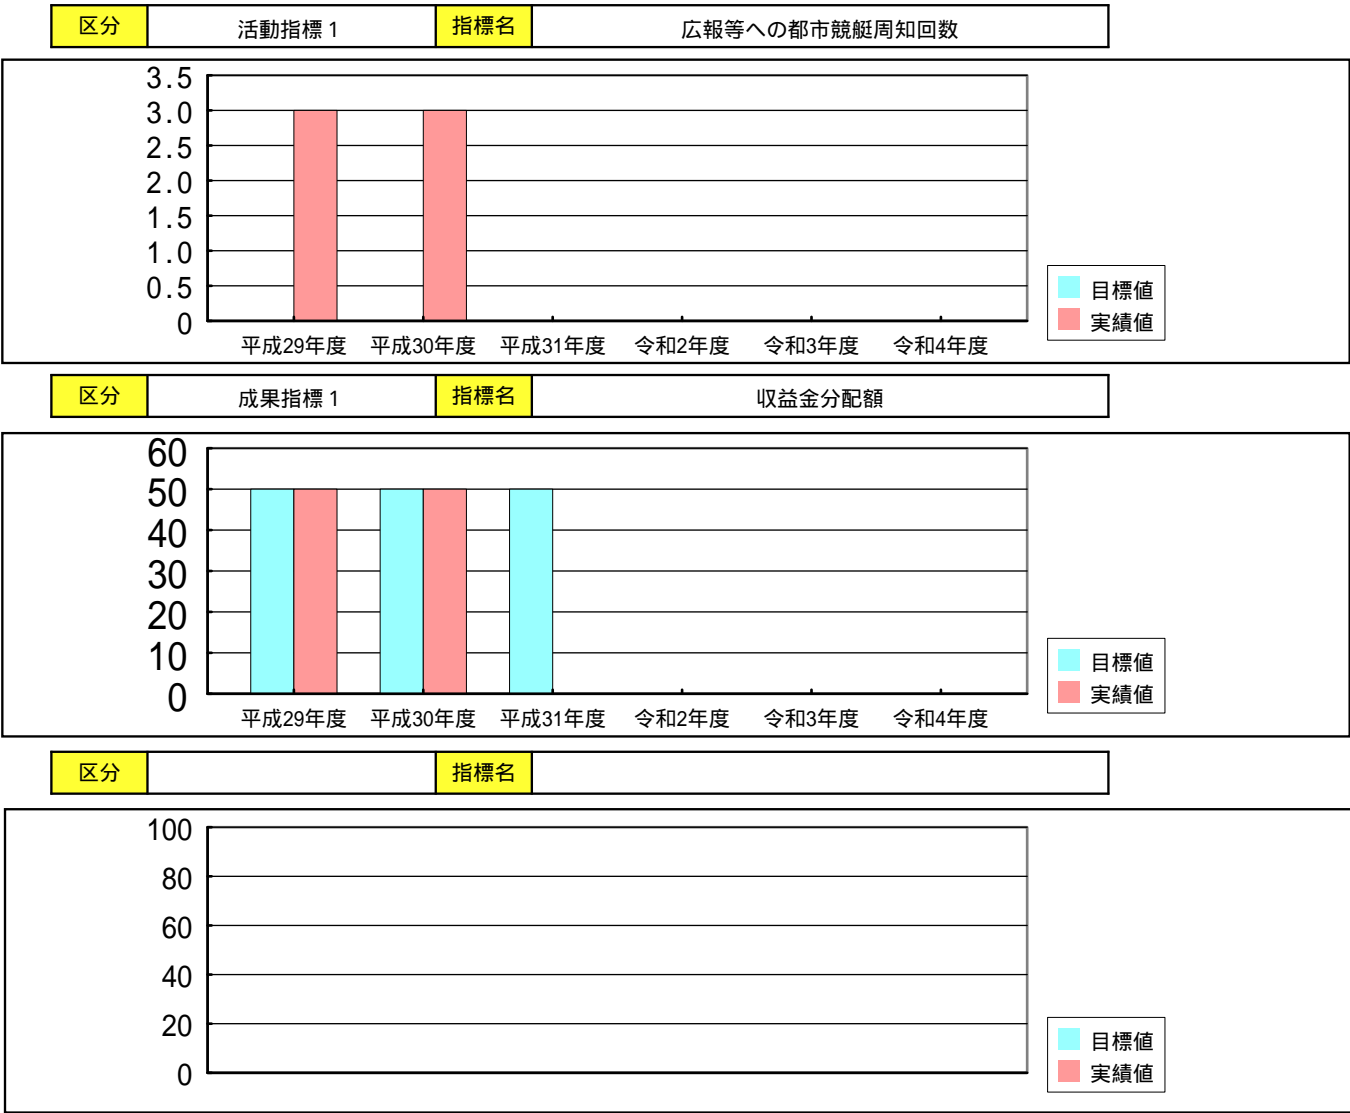 区分 活動指標1 指標名 広報等への都市競艇周知回数
3.5
3.0
2.5
2.0
1.5
1.0
0.5
0
平成29年度 平成30年度 平成31年度 令和2年度 令和3年度 令和4年度
目標値
実績値
区分 成果指標1 指標名 収益金分配額
60
50
40
30
20
10
0
平成29年度 平成30年度 平成31年度 令和2年度 令和3年度 令和4年度
目標値
実績値
区分 指標名
100
80
60
40
20
0
目標値
実績値